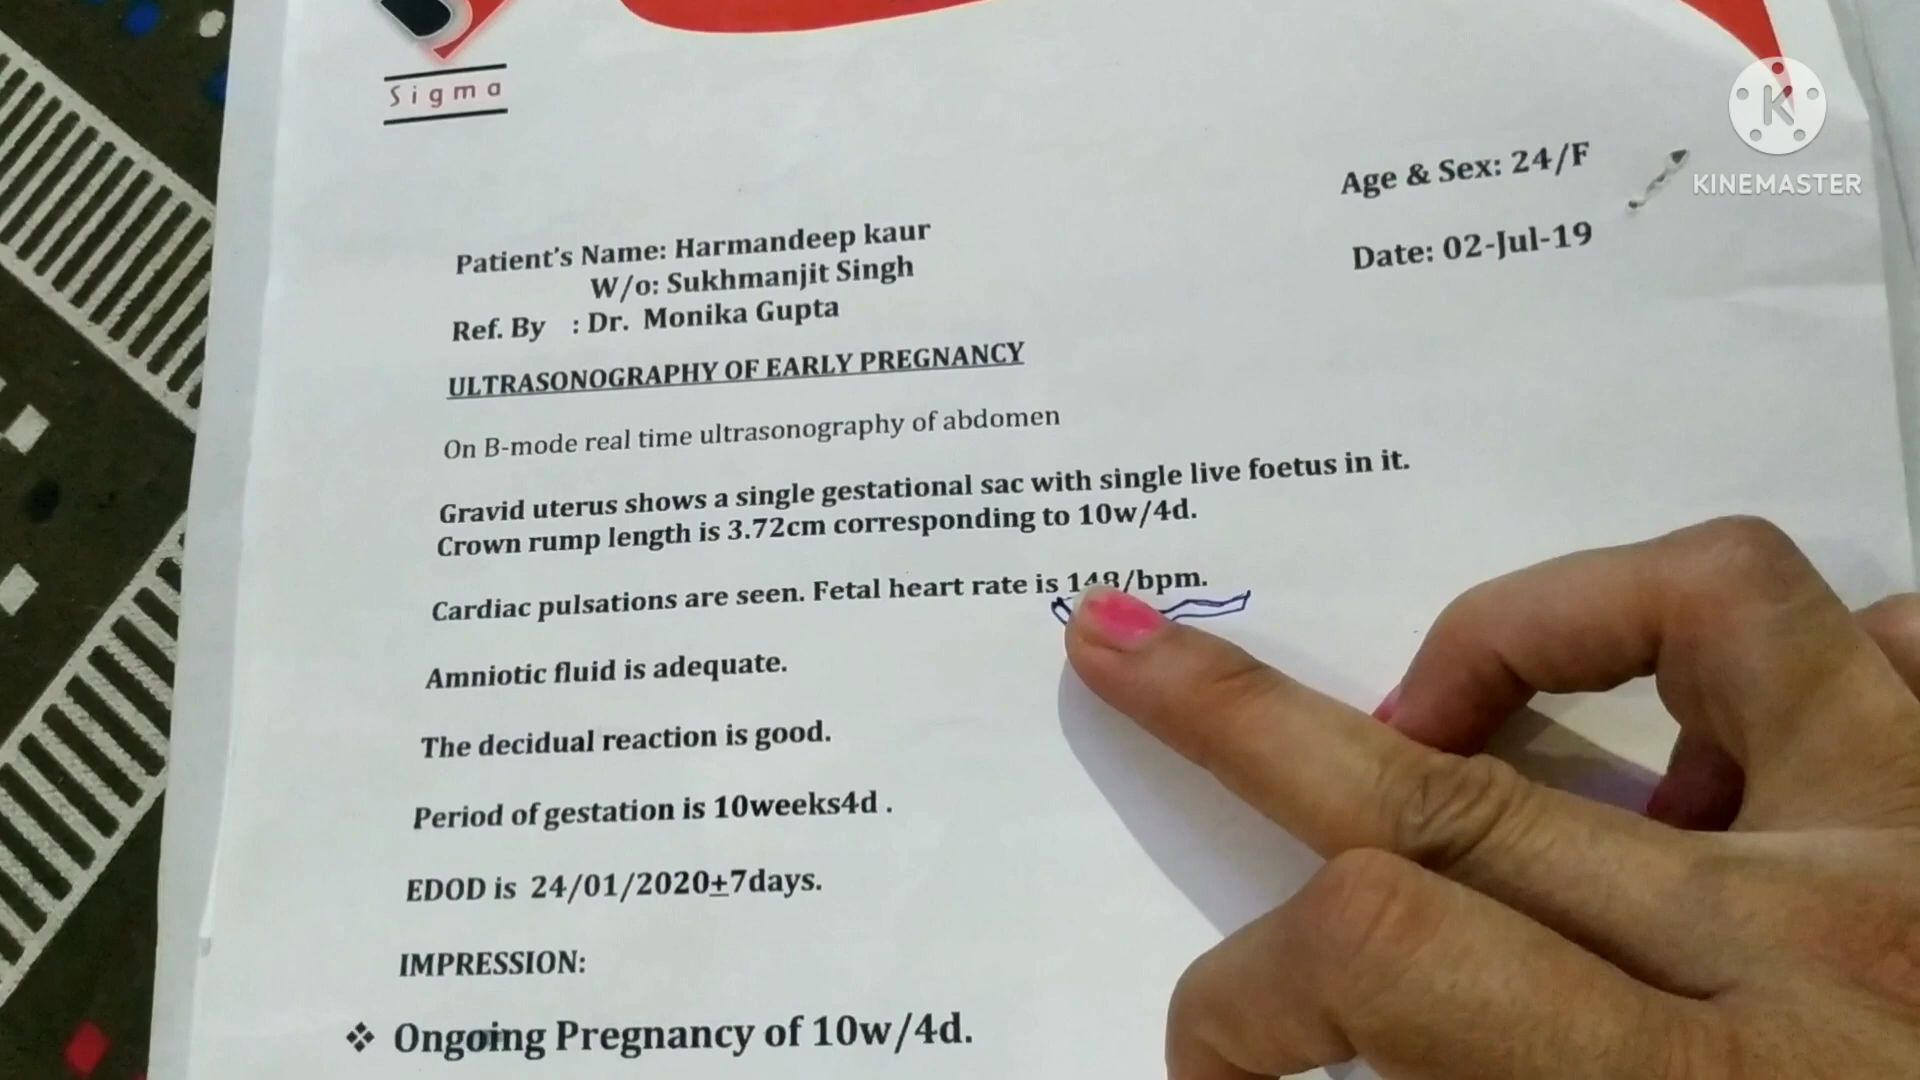 Sigma
KINEMASTER
Age & Sex: 24/F
Date: 02-Jul-19
Patient's Name: Harmandeep kaur
W/o: Sukhmanjit Singh
Ref. By : Dr. Monika Gupta
ULTRASONOGRAPHY OF EARLY PREGNANCY
On B-mode real time ultrasonography of abdomen
Gravid uterus shows a single gestational sac with single live foetus in it.
Crown rump length is 3.72cm corresponding to 10w/4d.
Cardiac pulsations are seen. Fetal heart rate is 148/bpm.
Amniotic fluid is adequate.
The decidual reaction is good.
Period of gestation is 10weeks4d .
EDOD is 24/01/2020±7days.
IMPRESSION:
❖ Ongoing Pregnancy of 10w/4d.